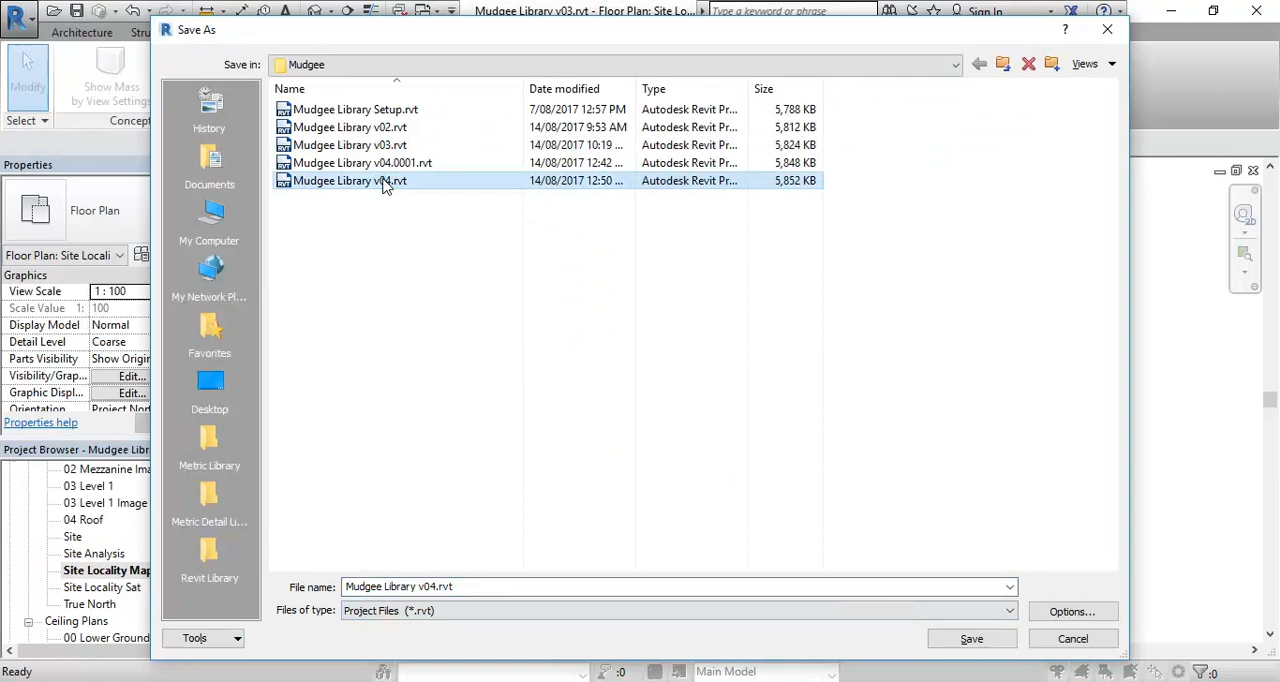 Mudgee Library v03.rvt - Floor Plan: Site Lo...
Type a keyword or phrase
Sign In
Architecture
Save As
Save in:
Mudgee
Views
Modify
Show Mass
by View Settings
Select
Name Date modified Type Size
Mudgee Library Setup.rvt 7/08/2017 12:57 PM Autodesk Revit Pr... 5,788 KB
Mudgee Library v02.rvt 14/08/2017 9:53 AM Autodesk Revit Pr... 5,812 KB
Mudgee Library v03.rvt 14/08/2017 10:19 ... Autodesk Revit Pr... 5,824 KB
Mudgee Library v04.0001.rvt 14/08/2017 12:42 ... Autodesk Revit Pr... 5,848 KB
Mudgee Library v04.rvt 14/08/2017 12:50 ... Autodesk Revit Pr... 5,852 KB
History
Documents
My Computer
My Network Pl...
Favorites
Desktop
Metric Library
Metric Detail Li...
Revit Library
Properties
Floor Plan
Floor Plan: Site Locali
Graphics
View Scale 1 : 100
Scale Value 1: 100
Display Model Normal
Detail Level Coarse
Parts Visibility Show Origin
Visibility/Grap... Edit...
Graphic Displ... Edit...
Orientation Project North
Properties help
Project Browser - Mudgee Libr
02 Mezzanine Ima
03 Level 1
03 Level 1 Image
04 Roof
Site
Site Analysis
Site Locality Map
Site Locality Sat
True North
Ceiling Plans
00 Lower Ground
File name: Mudgee Library v04.rvt
Files of type: Project Files (*.rvt)
Options...
Tools
Save
Cancel
Ready
:0
Main Model
:0